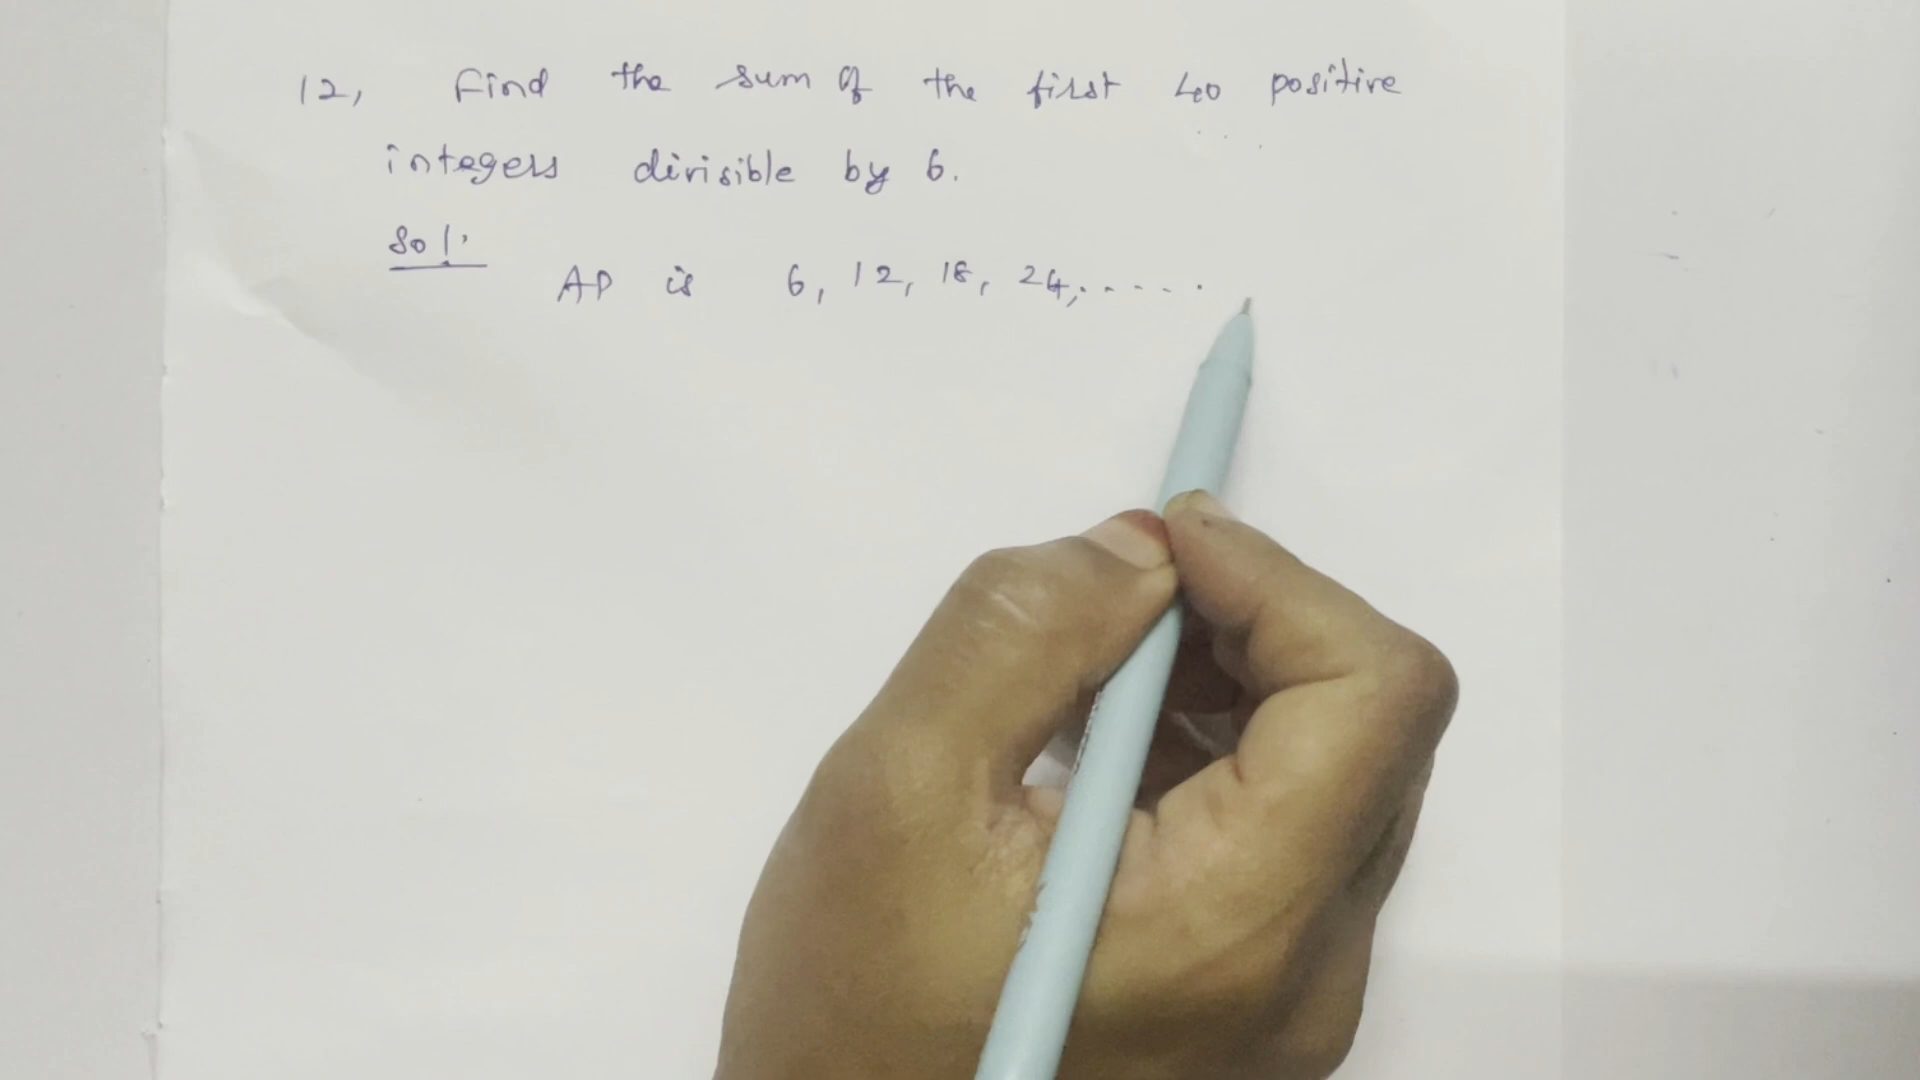 12, Find the sum of the first 40 positive
integers divisible by 6.
Sol.
AP is 6, 12, 18, 24, .....